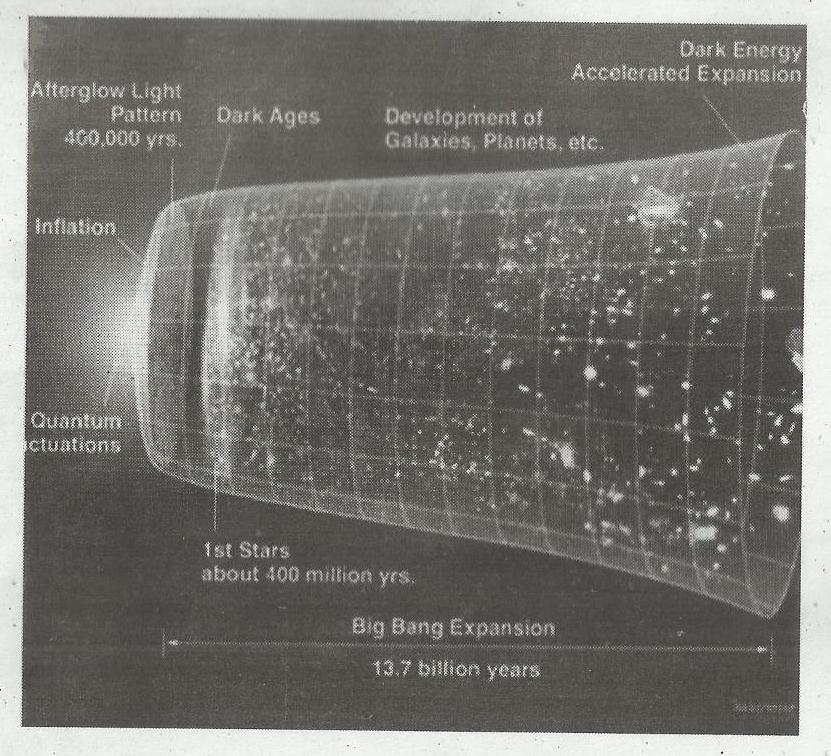 Dark Energy
Accelerated Expansion
Afterglow Light
Pattern
400,000 yrs.
Dark Ages
Development of
Galaxies, Planets, etc.
Inflation
Quantum
ctuations
1st Stars
about 400 million yrs.
Big Bang Expansion
13.7 billion years